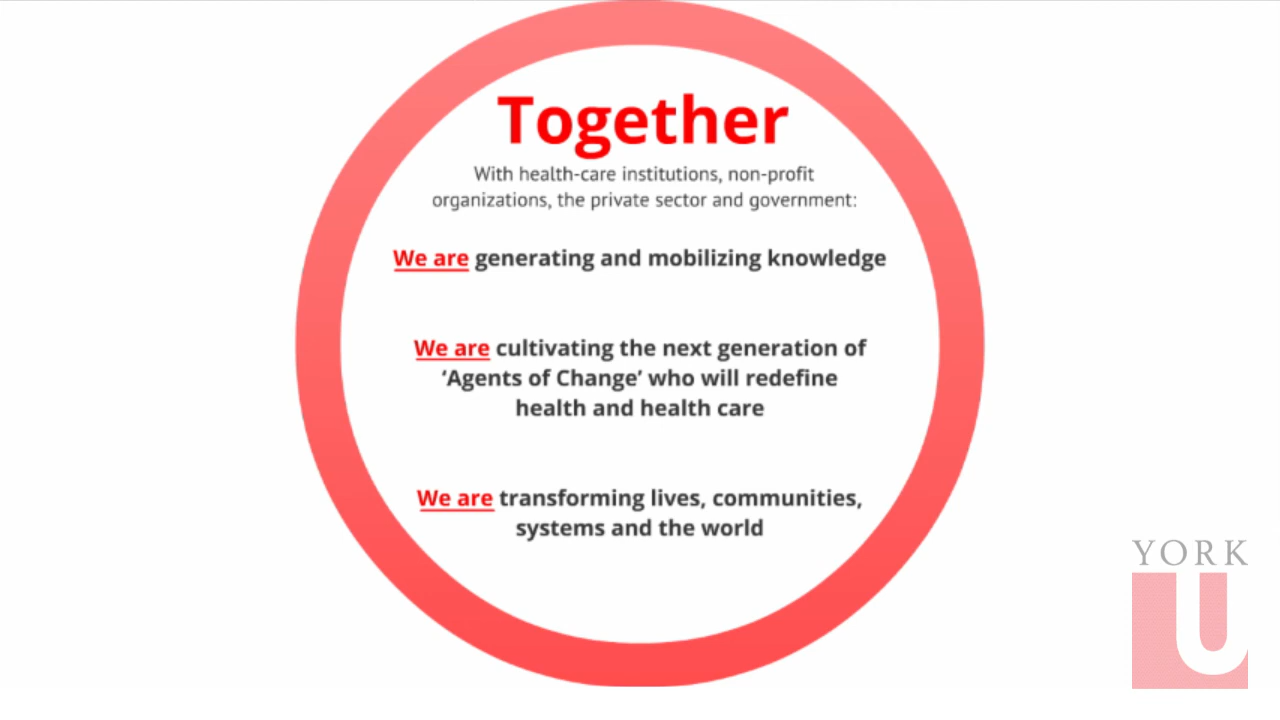 Together
With health-care institutions, non-profit
organizations, the private sector and government:
We are generating and mobilizing knowledge
We are cultivating the next generation of
‘Agents of Change’ who will redefine
health and health care
We are transforming lives, communities,
systems and the world
YORK
U